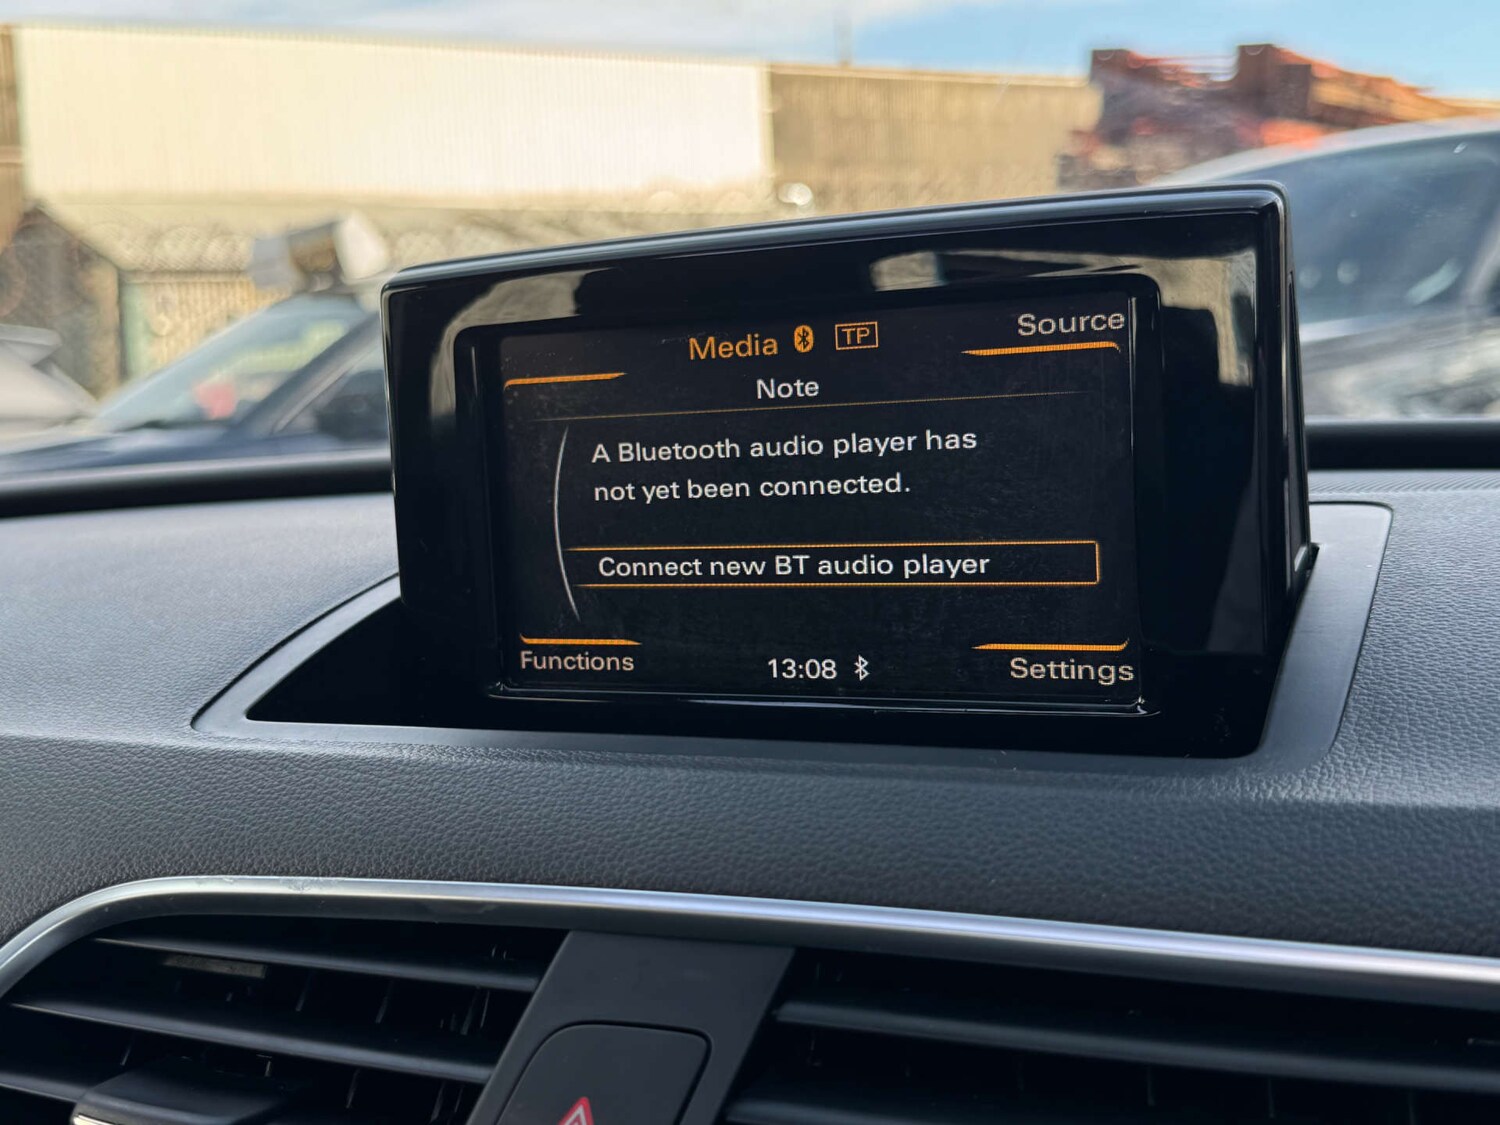 Media TP
Source
Note
A Bluetooth audio player has
not yet been connected.
Connect new BT audio player
Functions
13:08
Settings